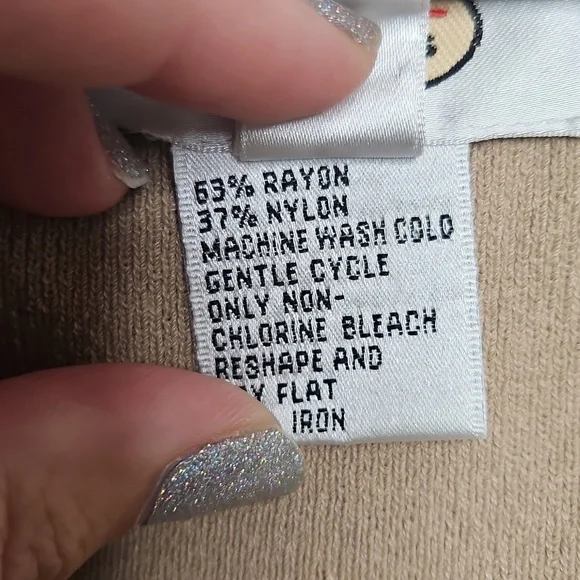 63% RAYON
37% NYLON
MACHINE WASH COLD
GENTLE CYCLE
ONLY NON-
CHLORINE BLEACH
RESHAPE AND
FLAT
IRON